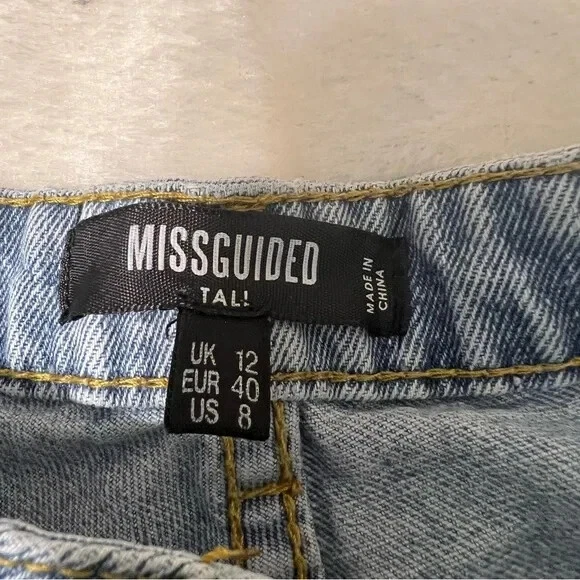 MISSGUIDED
TALL
MADE IN
CHINA
UK 12
EUR 40
US 8